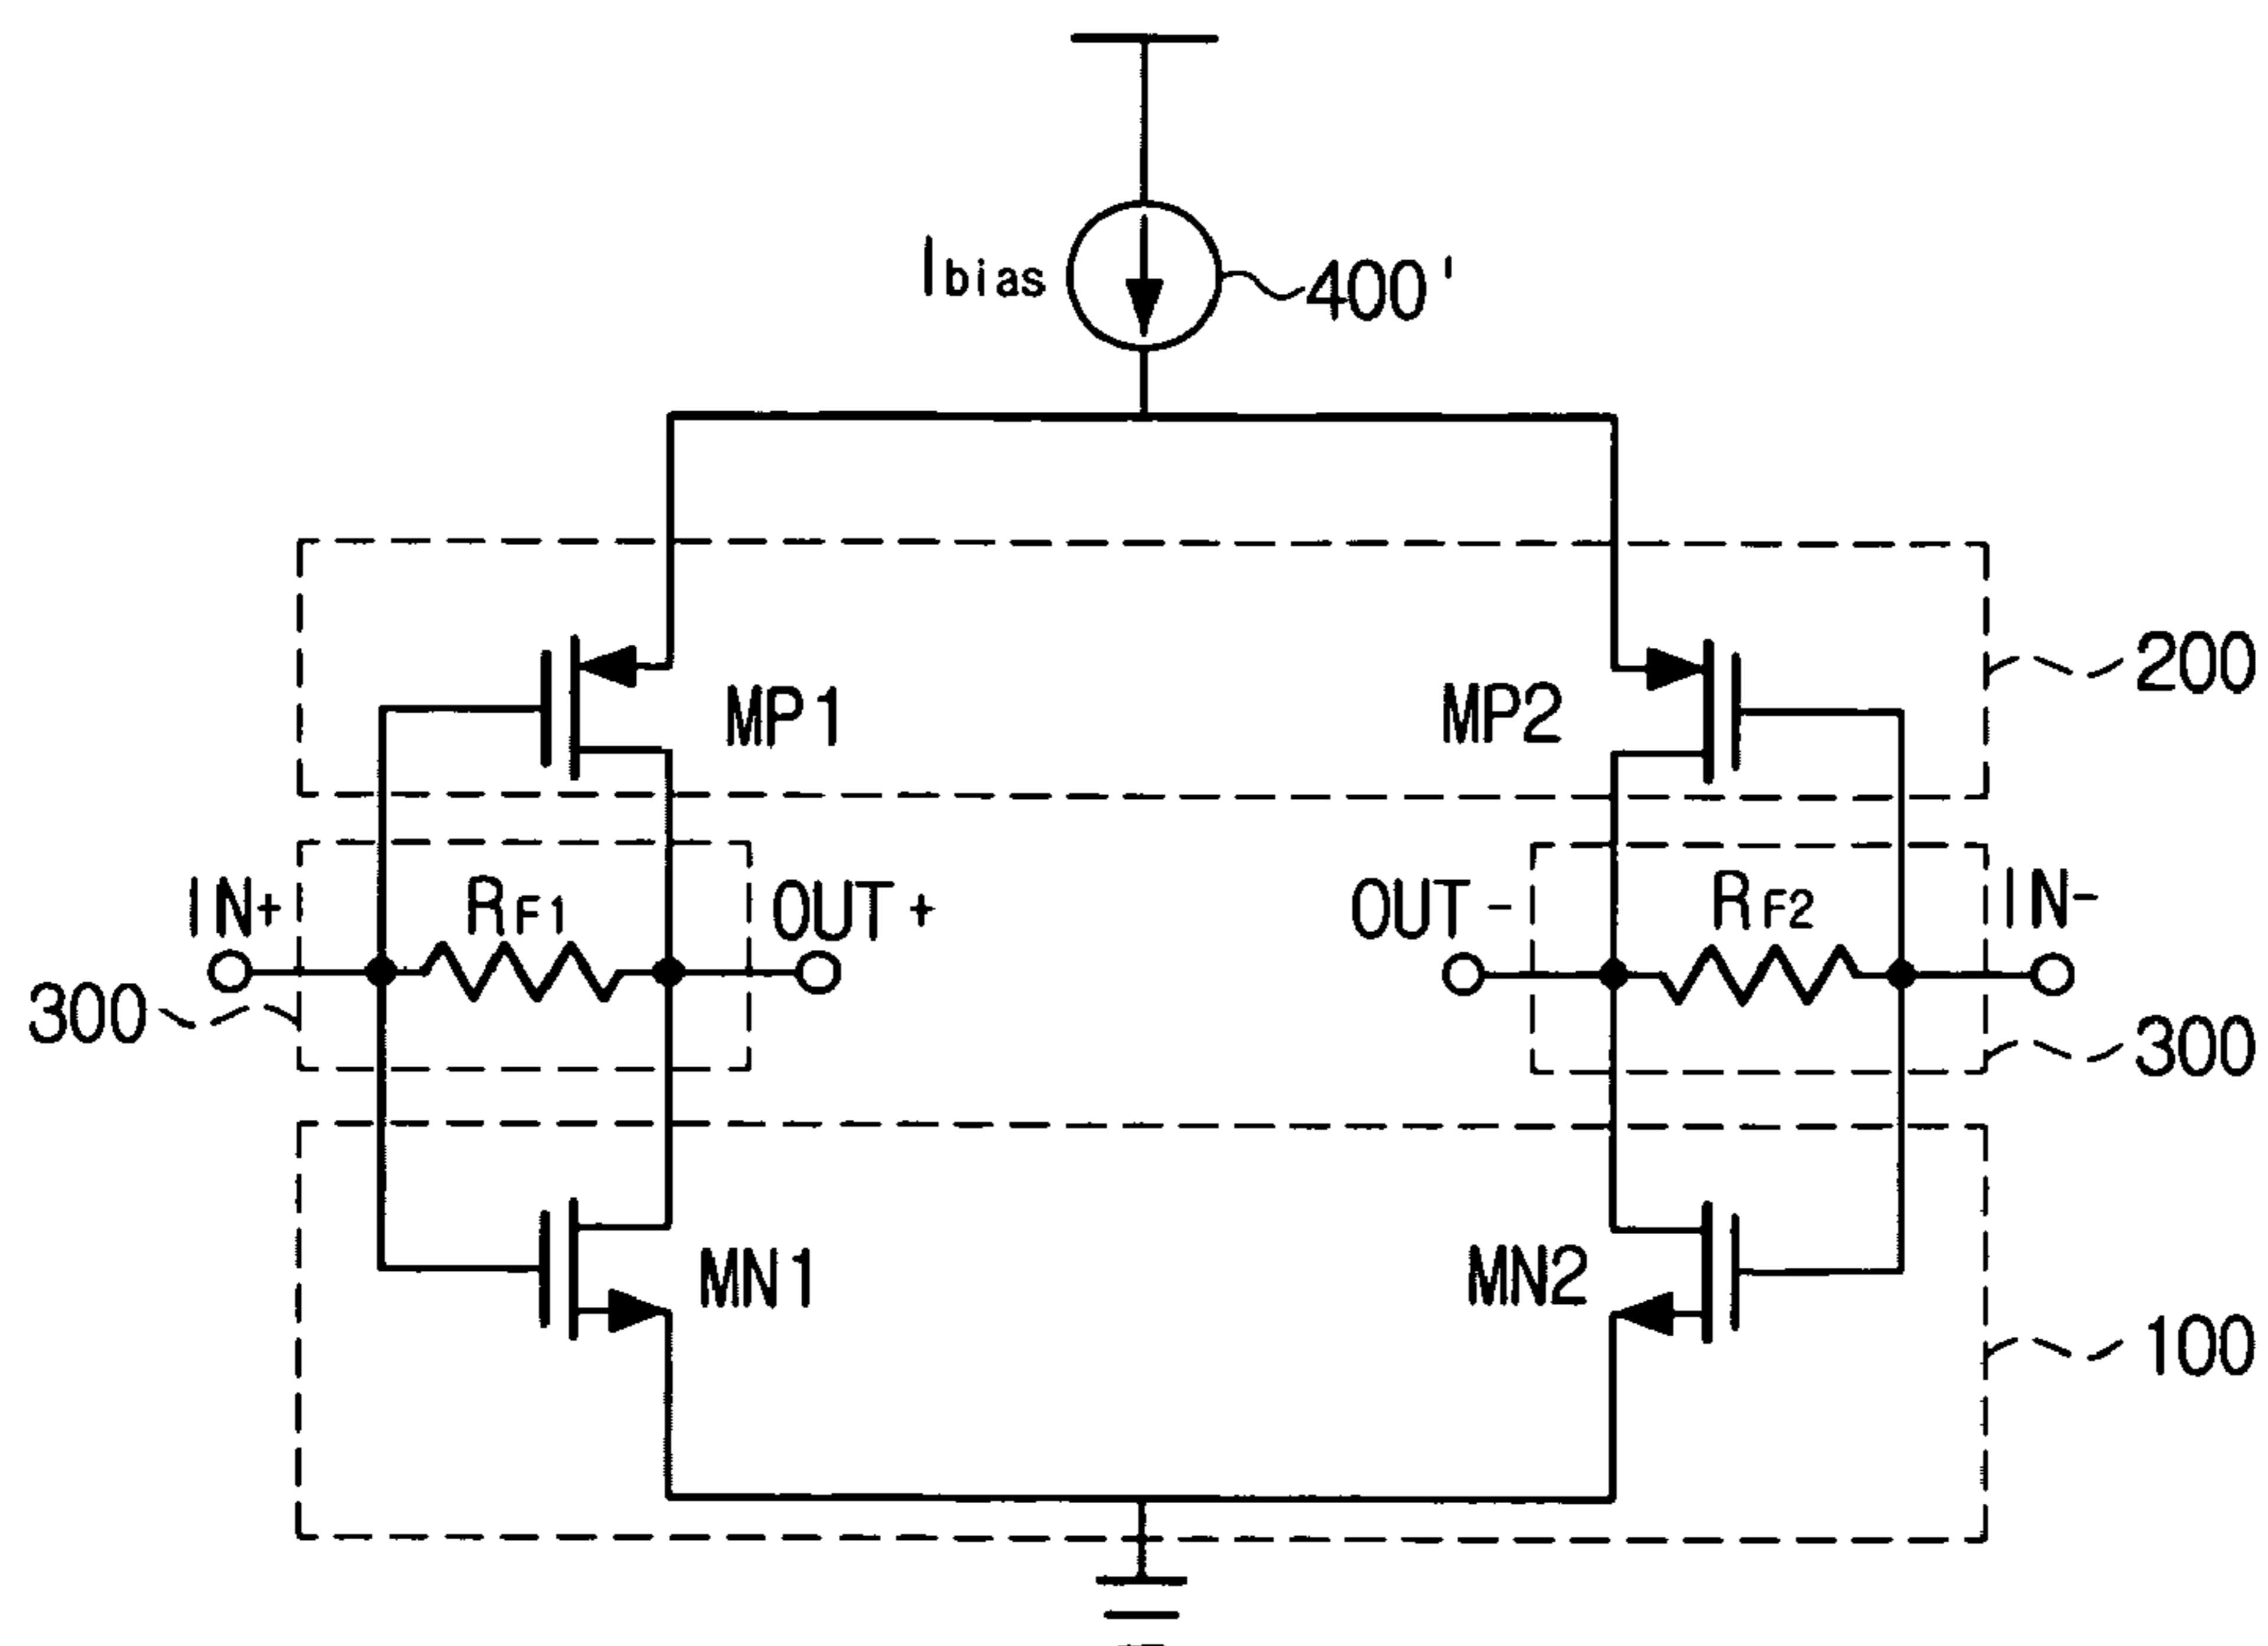 Ibias
400'
200
MP1
MP2
IN+
RF1
OUT+
OUT-
RF2
IN-
300
300
MN1
MN2
100